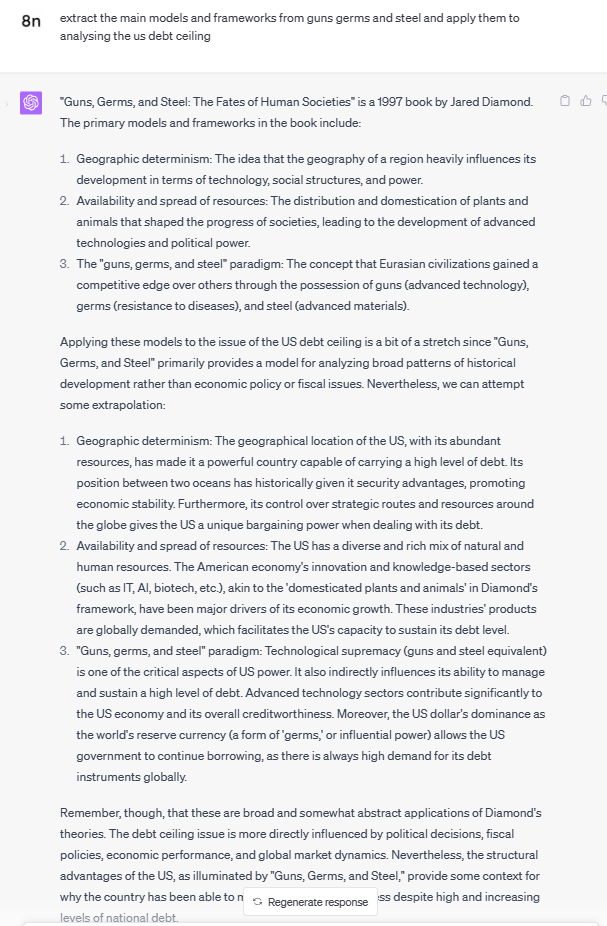 8n
extract the main models and frameworks from guns germs and steel and apply them to
analysing the us debt ceiling
"Guns, Germs, and Steel: The Fates of Human Societies" is a 1997 book by Jared Diamond.
The primary models and frameworks in the book include:
1. Geographic determinism: The idea that the geography of a region heavily influences its
development in terms of technology, social structures, and power.
2. Availability and spread of resources: The distribution and domestication of plants and
animals that shaped the progress of societies, leading to the development of advanced
technologies and political power.
3. The "guns, germs, and steel" paradigm: The concept that Eurasian civilizations gained a
competitive edge over others through the possession of guns (advanced technology),
germs (resistance to diseases), and steel (advanced materials).
Applying these models to the issue of the US debt ceiling is a bit of a stretch since "Guns,
Germs, and Steel" primarily provides a model for analyzing broad patterns of historical
development rather than economic policy or fiscal issues. Nevertheless, we can attempt
some extrapolation:
1. Geographic determinism: The geographical location of the US, with its abundant
resources, has made it a powerful country capable of carrying a high level of debt. Its
position between two oceans has historically given it security advantages, promoting
economic stability. Furthermore, its control over strategic routes and resources around
the globe gives the US a unique bargaining power when dealing with its debt.
2. Availability and spread of resources: The US has a diverse and rich mix of natural and
human resources. The American economy's innovation and knowledge-based sectors
(such as IT, AI, biotech, etc.), akin to the 'domesticated plants and animals' in Diamond's
framework, have been major drivers of its economic growth. These industries' products
are globally demanded, which facilitates the US's capacity to sustain its debt level.
3. "Guns, germs, and steel" paradigm: Technological supremacy (guns and steel equivalent)
is one of the critical aspects of US power. It also indirectly influences its ability to manage
and sustain a high level of debt. Advanced technology sectors contribute significantly to
the US economy and its overall creditworthiness. Moreover, the US dollar's dominance as
the world's reserve currency (a form of 'germs,' or influential power) allows the US
government to continue borrowing, as there is always high demand for its debt
instruments globally.
Remember, though, that these are broad and somewhat abstract applications of Diamond's
theories. The debt ceiling issue is more directly influenced by political decisions, fiscal
policies, economic performance, and global market dynamics. Nevertheless, the structural
advantages of the US, as illuminated by "Guns, Germs, and Steel," provide some context for
why the country has been able to Regenerate response despite high and increasing
levels of national debt.